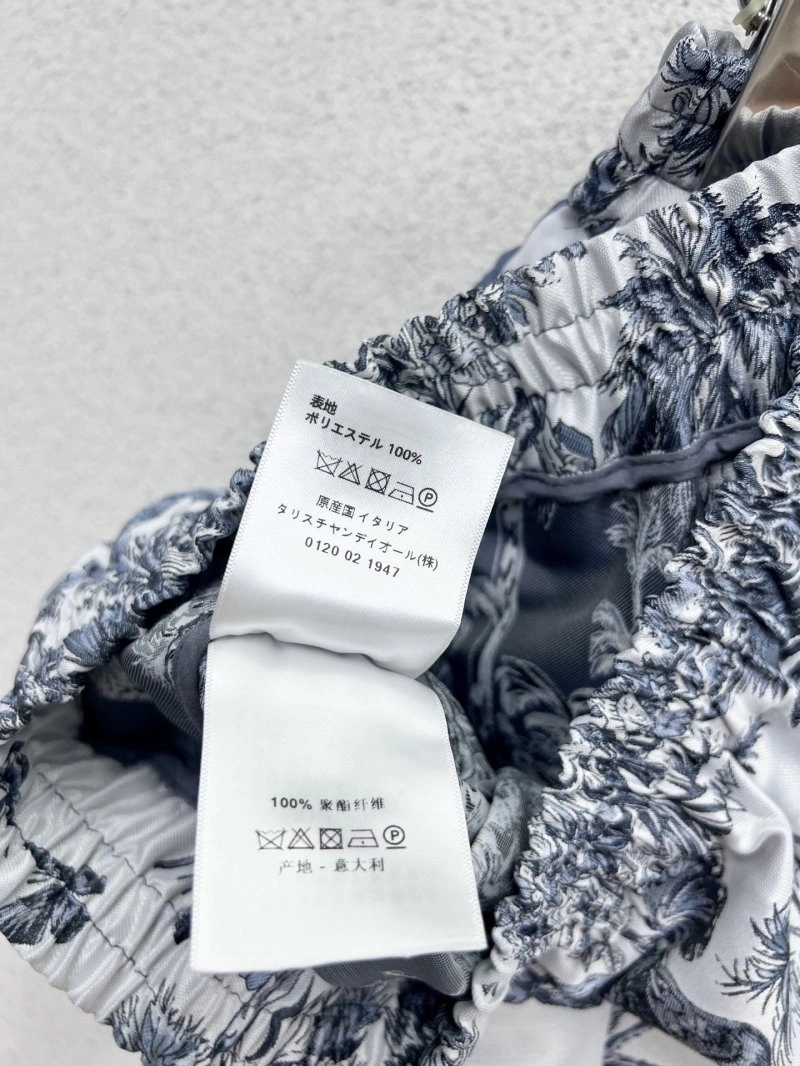 表地
ポリエステル 100%
P
原産国イタリア
タリスチャンディオール(株)
0120 02 1947
100% 聚酯纤维
P
产地 - 意大利